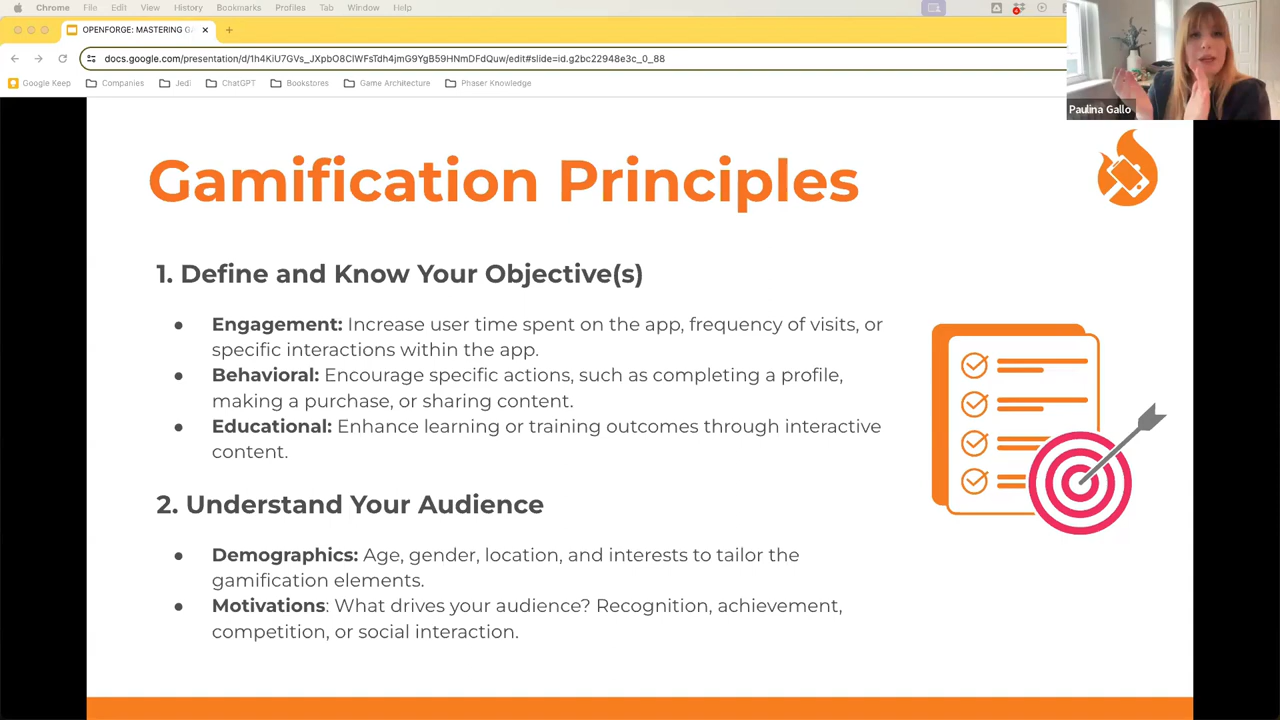 Chrome File Edit View History Bookmarks Profiles Tab Window Help
OPENFORGE: MASTERING GA
docs.google.com/presentation/d/1h4KiU7GVs_JXpbO8ClWFsTdh4jmG9YgB59HNmDFdQuw/edit#slide=id.g2bc22948e3c_0_88
Google Keep Companies Jedi ChatGPT Bookstores Game Architecture Phaser Knowledge
Paulina Gallo
Gamification Principles
1. Define and Know Your Objective(s)
● Engagement: Increase user time spent on the app, frequency of visits, or
specific interactions within the app.
● Behavioral: Encourage specific actions, such as completing a profile,
making a purchase, or sharing content.
● Educational: Enhance learning or training outcomes through interactive
content.
2. Understand Your Audience
● Demographics: Age, gender, location, and interests to tailor the
gamification elements.
● Motivations: What drives your audience? Recognition, achievement,
competition, or social interaction.